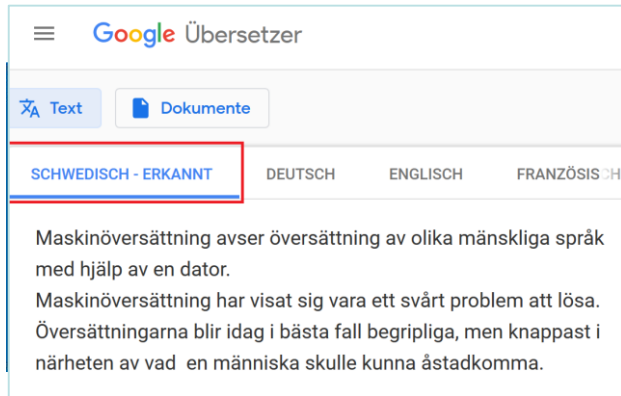 Google Übersetzer
Text Dokumente
SCHWEDISCH - ERKANNT DEUTSCH ENGLISCH FRANZÖSISCH
Maskinöversättning avser översättning av olika mänskliga språk
med hjälp av en dator.
Maskinöversättning har visat sig vara ett svårt problem att lösa.
Översättningarna blir idag i bästa fall begripliga, men knappast i
närheten av vad en människa skulle kunna åstadkomma.